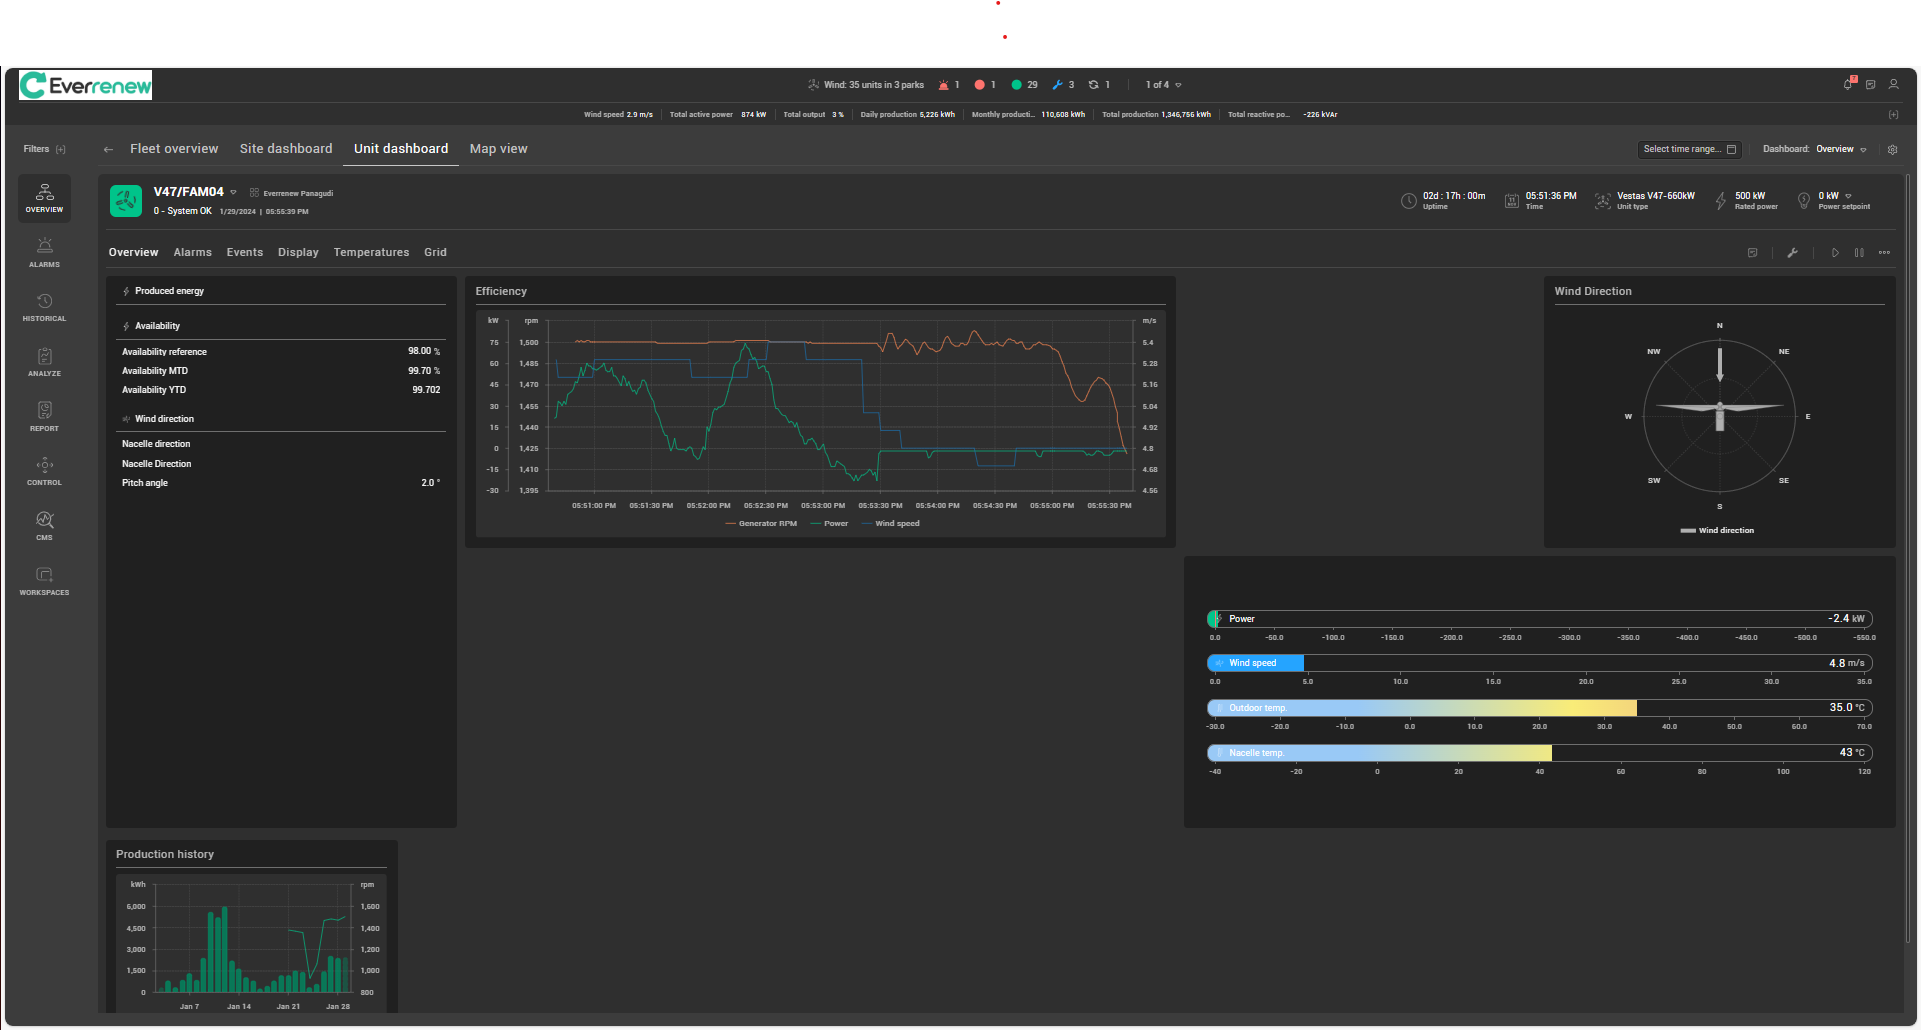 Everrenew
Wind: 35 units in 3 parks 1 1 29 3 1 1 of 4
7
Wind speed 2.9 m/s Total active power 874 kW Total output 3 % Daily production 5,226 kWh Monthly producti... 110,608 kWh Total production 1,346,756 kWh Total reactive po... -226 kVAr
Filters Fleet overview Site dashboard Unit dashboard Map view Select time range... Dashboard: Overview
OVERVIEW
ALARMS
HISTORICAL
ANALYZE
REPORT
CONTROL
CMS
WORKSPACES
V47/FAM04 Everrenew Panagudi
0 - System OK 1/29/2024 | 05:55:39 PM
02d : 17h : 00m
Uptime
05:51:36 PM
Time
Vestas V47-660kW
Unit type
500 kW
Rated power
0 kW
Power setpoint
Overview Alarms Events Display Temperatures Grid
Produced energy
Availability
Availability reference 98.00 %
Availability MTD 99.70 %
Availability YTD 99.702
Wind direction
Nacelle direction
Nacelle Direction
Pitch angle 2.0 °
Efficiency
kW rpm m/s
75 1,500 5.4
60 1,485 5.28
45 1,470 5.16
30 1,455 5.04
15 1,440 4.92
0 1,425 4.8
-15 1,410 4.68
-30 1,395 4.56
05:51:00 PM 05:51:30 PM 05:52:00 PM 05:52:30 PM 05:53:00 PM 05:53:30 PM 05:54:00 PM 05:54:30 PM 05:55:00 PM 05:55:30 PM
Generator RPM Power Wind speed
Wind Direction
N
NW NE
W E
SW SE
S
Wind direction
Power -2.4 kW
0.0 -50.0 -100.0 -150.0 -200.0 -250.0 -300.0 -350.0 -400.0 -450.0 -500.0 -550.0
Wind speed 4.8 m/s
0.0 5.0 10.0 15.0 20.0 25.0 30.0 35.0
Outdoor temp. 35.0 °C
-30.0 -20.0 -10.0 0.0 10.0 20.0 30.0 40.0 50.0 60.0 70.0
Nacelle temp. 43 °C
-40 -20 0 20 40 60 80 100 120
Production history
kWh rpm
6,000 1,600
4,500 1,400
3,000 1,200
1,500 1,000
0 800
Jan 7 Jan 14 Jan 21 Jan 28